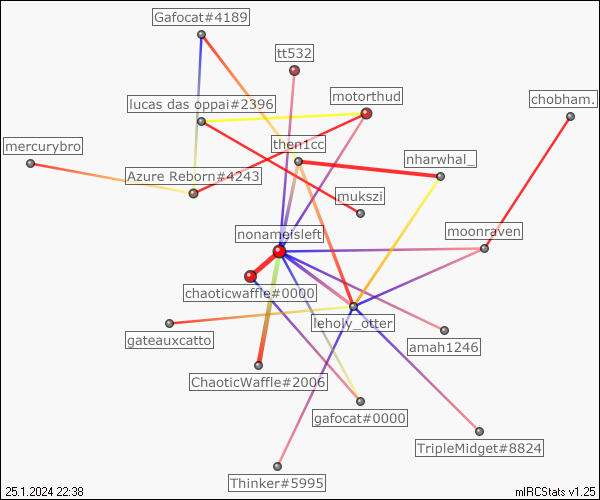 Gafocat#4189
tt532
motorthud
chobham.
lucas das oppai#2396
then1cc
mercurybro
nharwhal_
Azure Reborn#4243
mukszi
nonameisleft
moonraven
chaoticwaffle#0000
leholy_otter
gateauxcatto
amah1246
ChaoticWaffle#2006
gafocat#0000
TripleMidget#8824
Thinker#5995
25.1.2024 22:38
mIRCStats v1.25